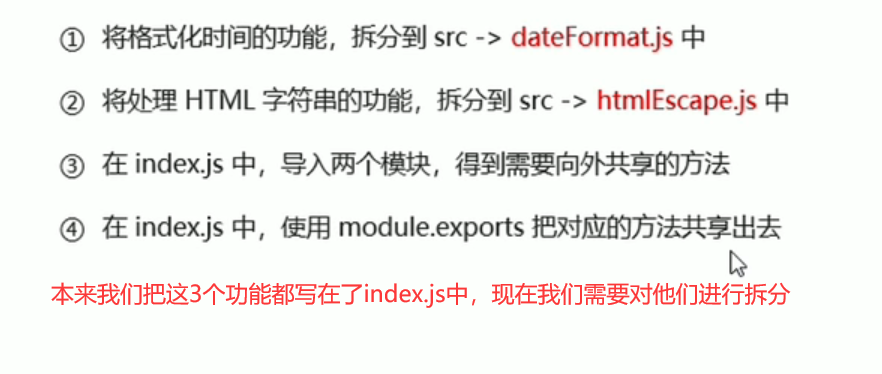 ① 将格式化时间的功能，拆分到 src -> dateFormat.js 中
② 将处理 HTML 字符串的功能，拆分到 src -> htmlEscape.js 中
③ 在 index.js 中，导入两个模块，得到需要向外共享的方法
④ 在 index.js 中，使用 module.exports 把对应的方法共享出去
本来我们把这3个功能都写在了index.js中，现在我们需要对他们进行拆分